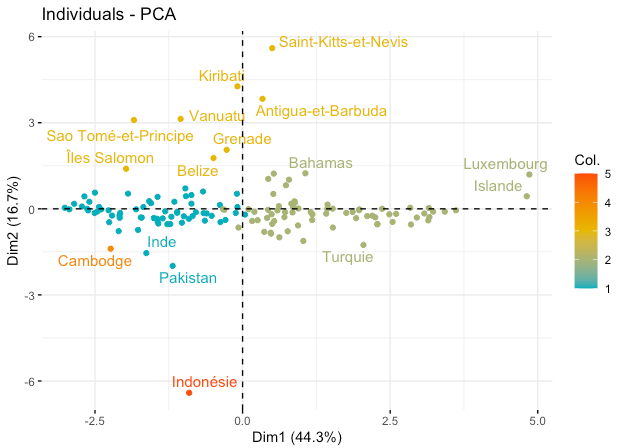 Individuals - PCA
Saint-Kitts-et-Nevis
Kiribati
Antigua-et-Barbuda
Vanuatu
Sao Tomé-et-Principe
Grenade
Îles Salomon
Belize
Bahamas
Luxembourg
Islande
Inde
Cambodge
Pakistan
Turquie
Indonésie
6
3
0
-3
-6
Dim2 (16.7%)
-2.5
0.0
2.5
5.0
Dim1 (44.3%)
Col.
5
4
3
2
1